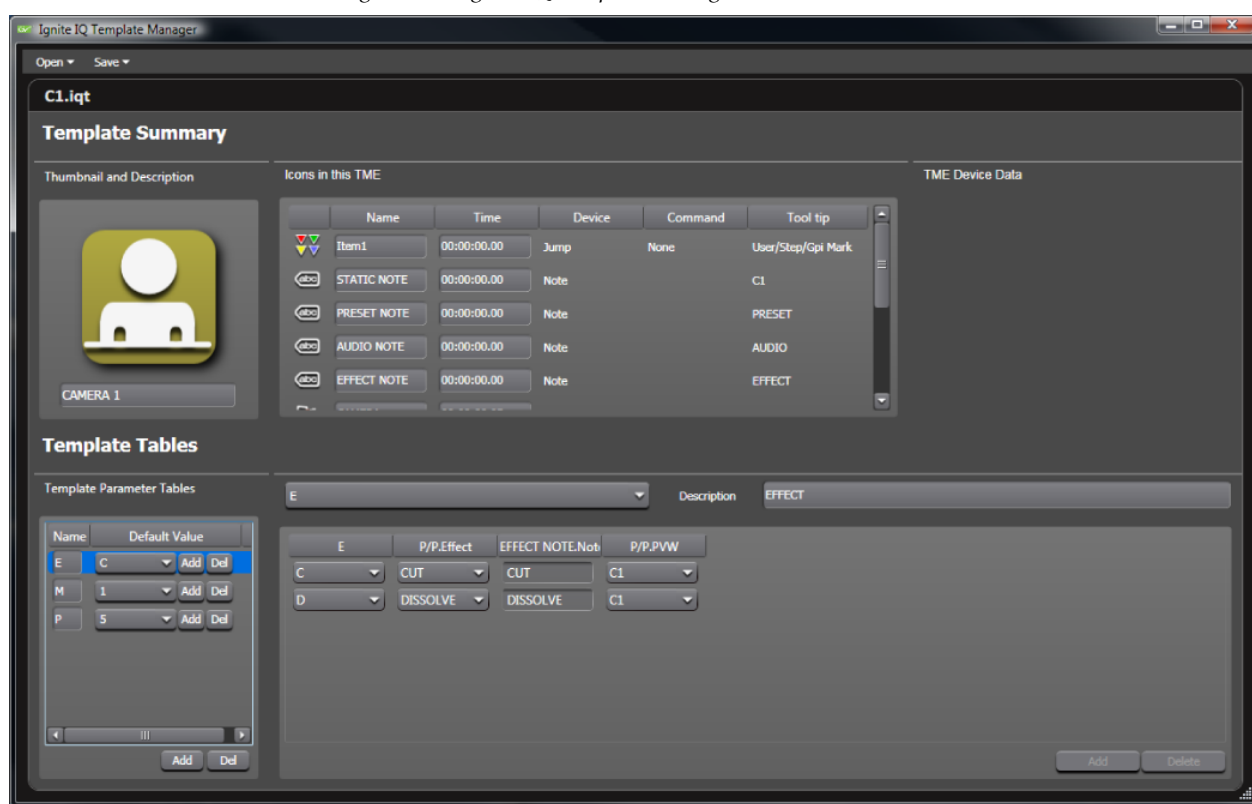 Ignite IQ Template Manager
Open Save
C1.iqt
Template Summary
Thumbnail and Description Icons in this TME TME Device Data
Name Time Device Command Tool tip
Item1 00:00:00.00 Jump None User/Step/Gpi Mark
STATIC NOTE 00:00:00.00 Note C1
PRESET NOTE 00:00:00.00 Note PRESET
AUDIO NOTE 00:00:00.00 Note AUDIO
EFFECT NOTE 00:00:00.00 Note EFFECT
CAMERA 1
Template Tables
Template Parameter Tables E Description EFFECT
Name Default Value
E C Add Del
M 1 Add Del
P 5 Add Del
Add Del
E P/P.Effect EFFECT NOTE.Not P/P.PVW
C CUT CUT C1
D DISSOLVE DISSOLVE C1
Add Delete